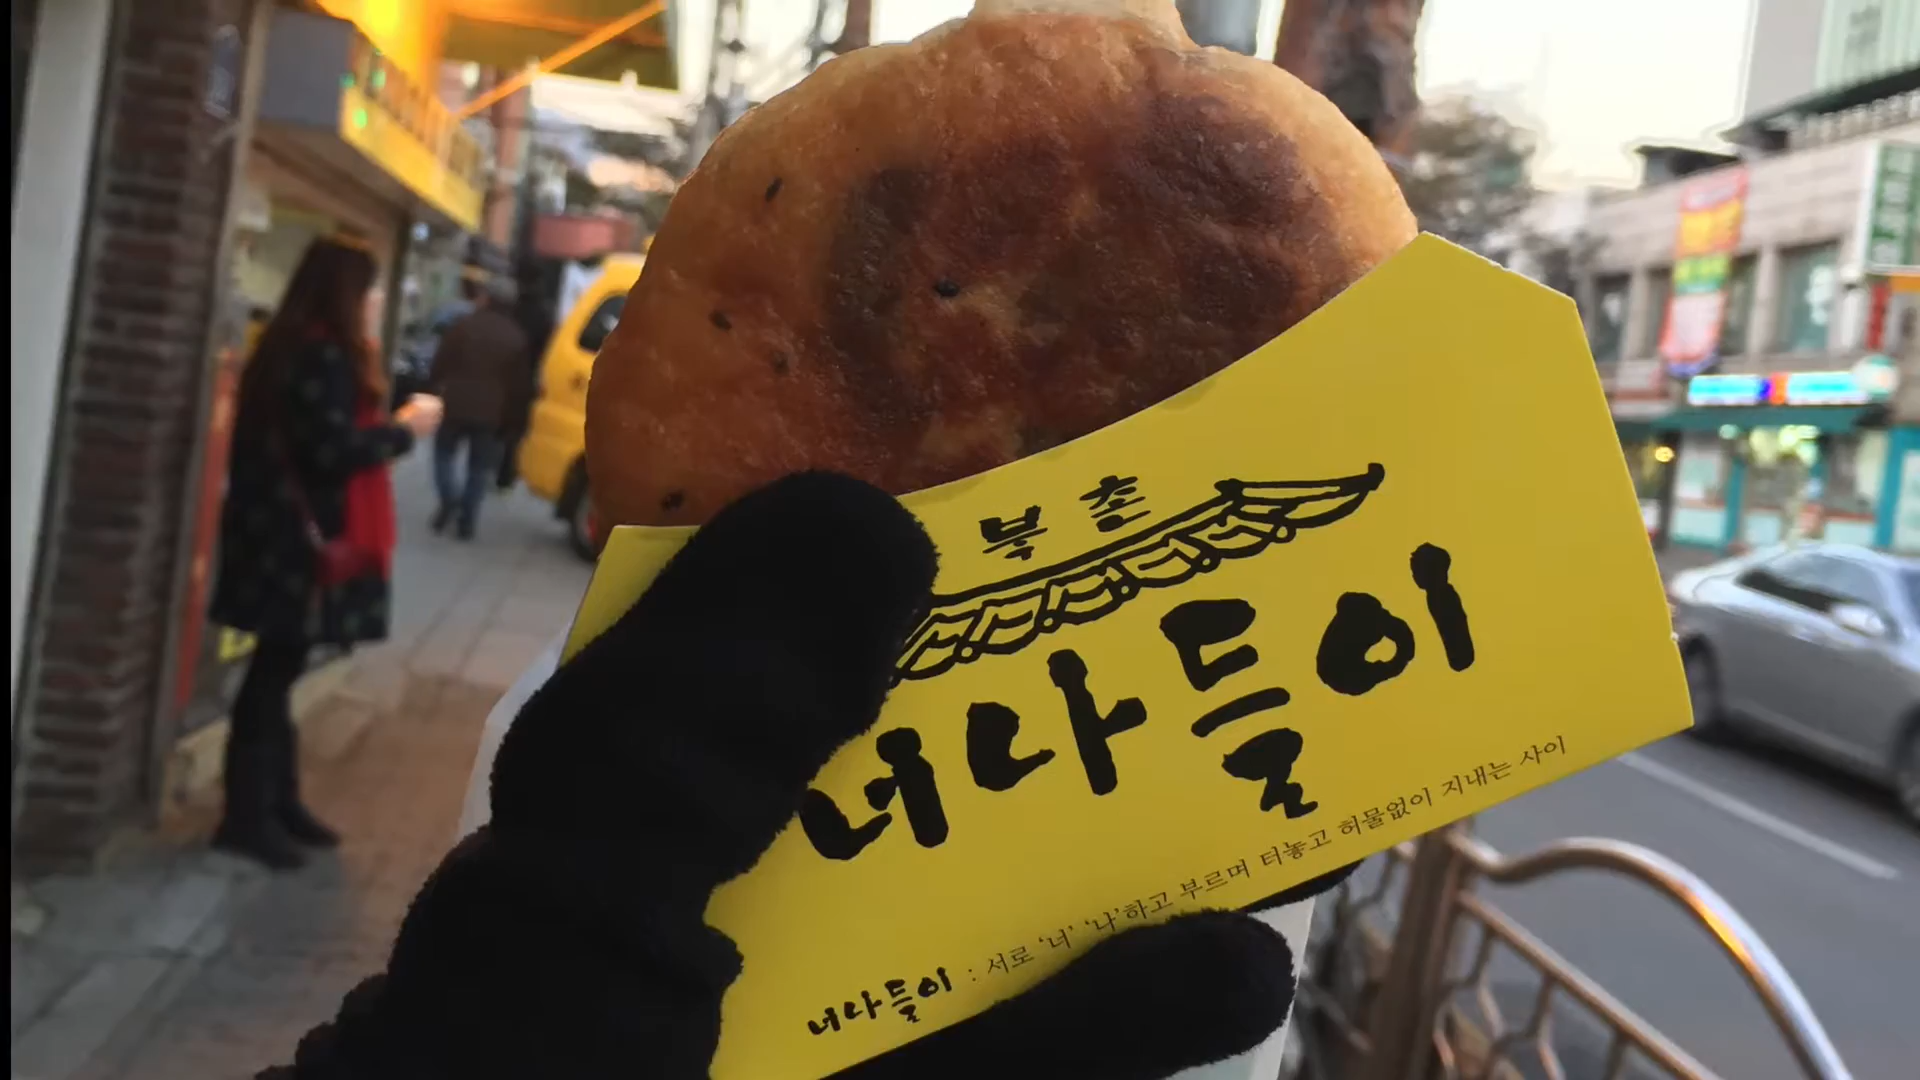 북촌
너나들이
너나들이 : 서로 '너' '나'하고 부르며 터놓고 허물없이 지내는 사이